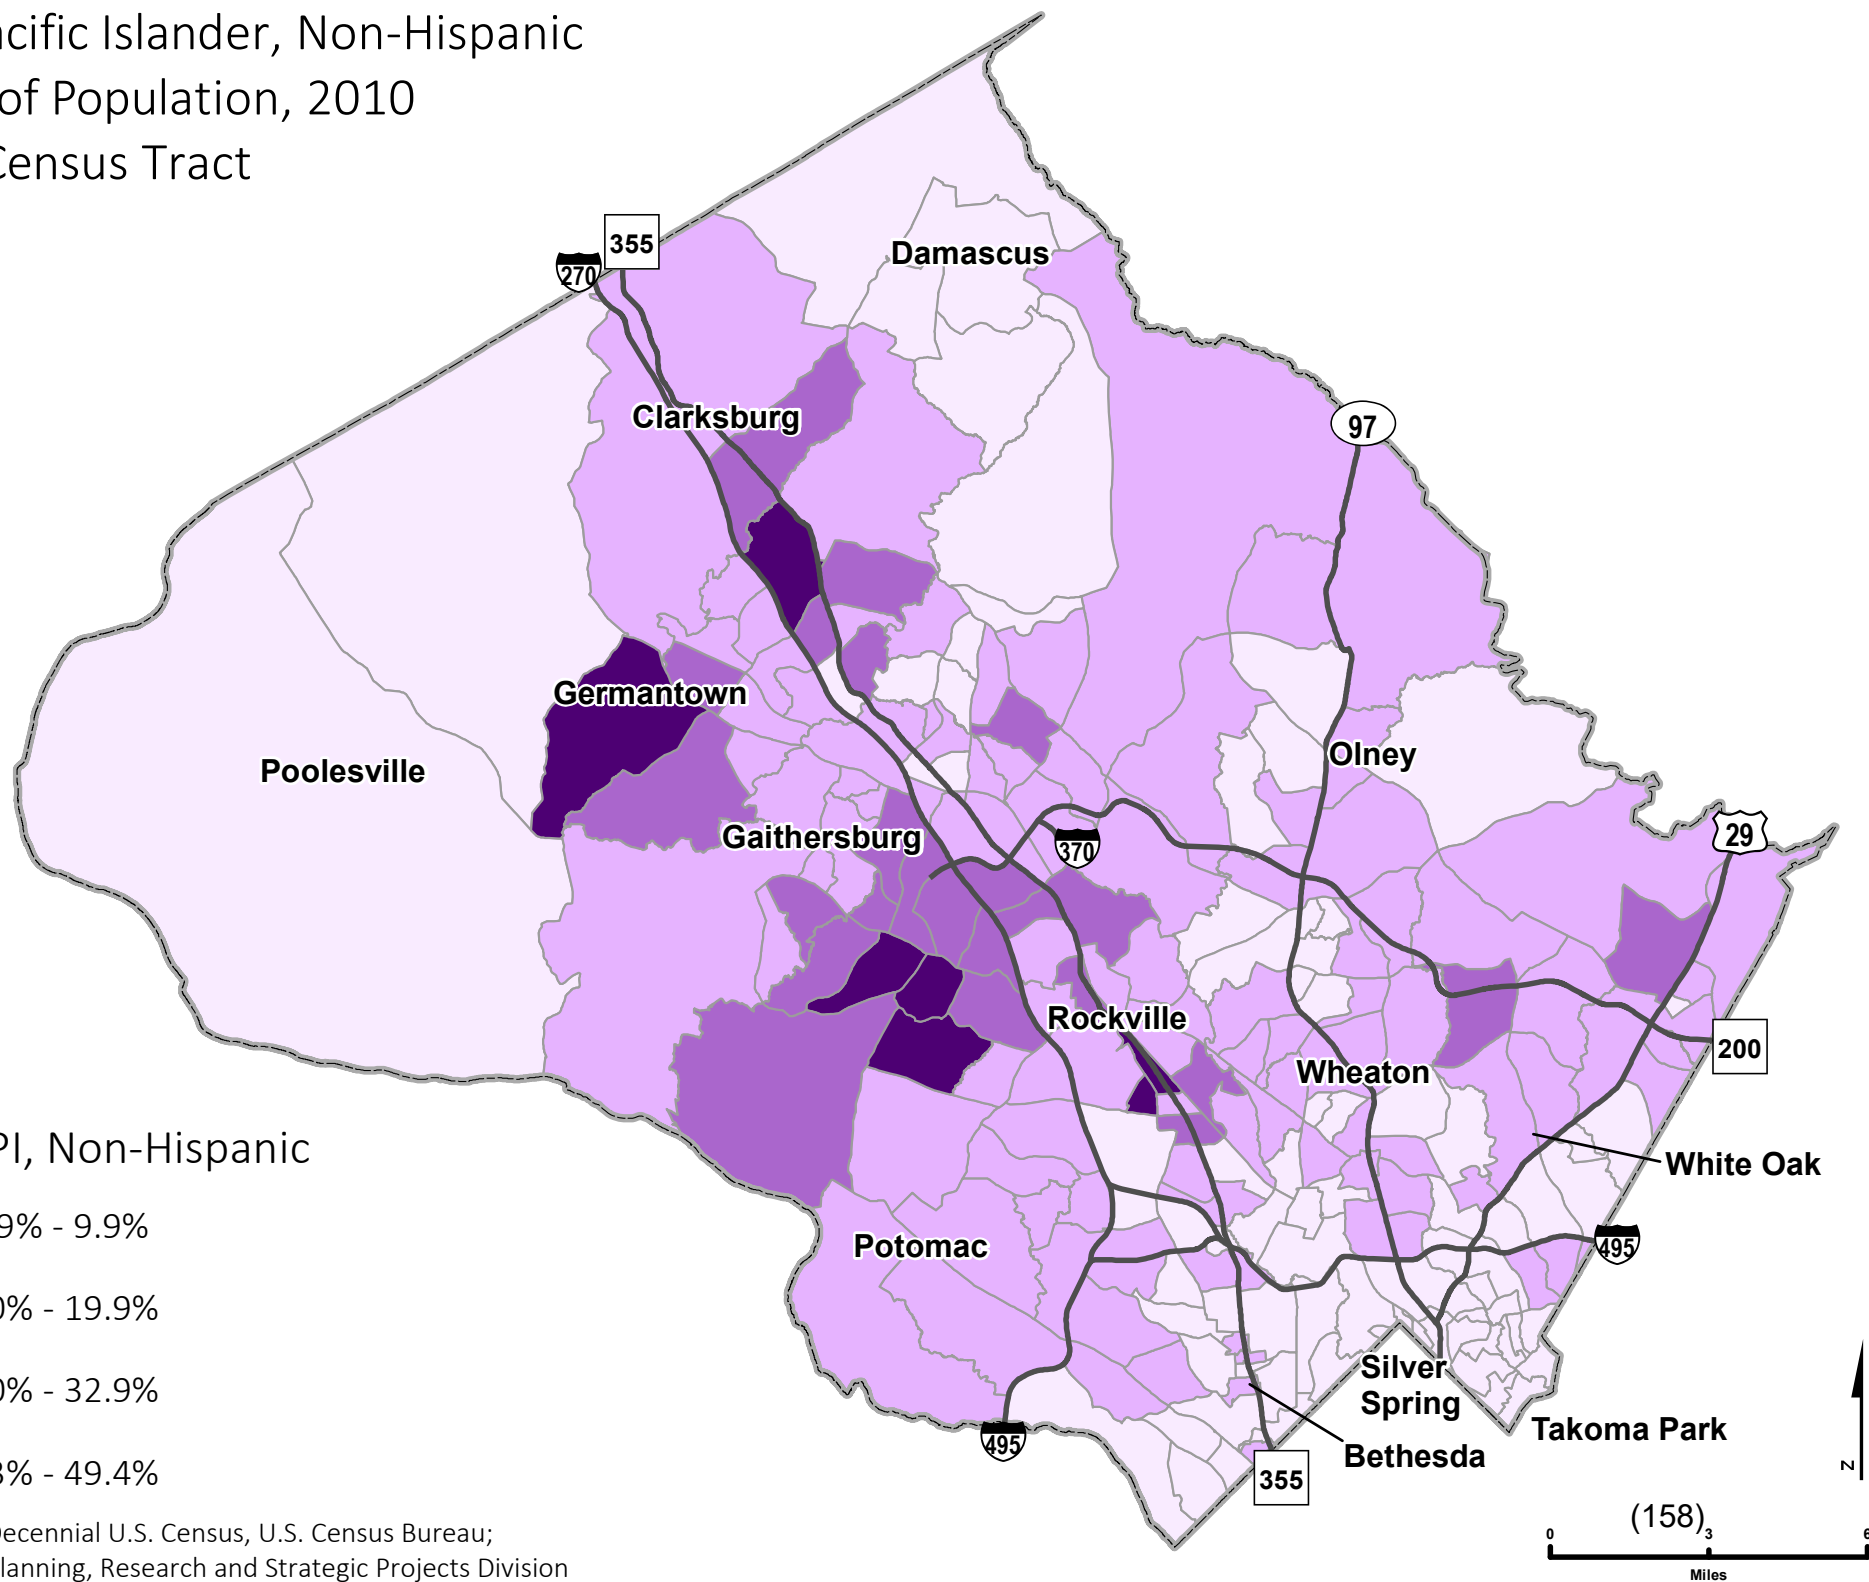 acific Islander, Non-Hispanic
of Population, 2010
Census Tract
355
270
Damascus
Clarksburg
97
Germantown
Poolesville
Olney
Gaithersburg
370
29
Rockville
Wheaton
200
PI, Non-Hispanic
White Oak
9% - 9.9%
Potomac
495
0% - 19.9%
Silver
Spring
0% - 32.9%
Takoma Park
495
Bethesda
355
3% - 49.4%
N
(158)
0 3 6
Miles
Decennial U.S. Census, U.S. Census Bureau;
lanning, Research and Strategic Projects Division